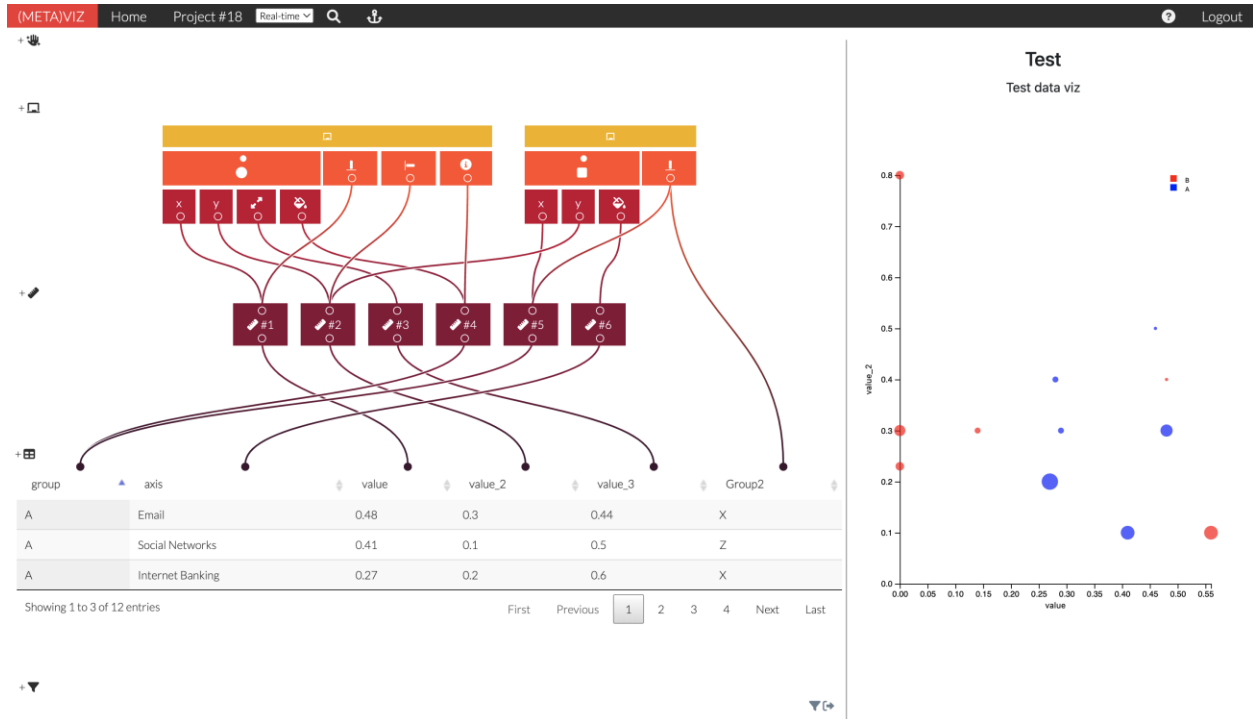 (META)VIZ Home Project #18 Real-time Logout
Test
Test data viz
x y x y
#1 #2 #3 #4 #5 #6
group axis value value_2 value_3 Group2
A Email 0.48 0.3 0.44 X
A Social Networks 0.41 0.1 0.5 Z
A Internet Banking 0.27 0.2 0.6 X
Showing 1 to 3 of 12 entries First Previous 1 2 3 4 Next Last
B
A
0.8
0.7
0.6
0.5
0.4
0.3
0.2
0.1
0.0
value_2
0.00 0.05 0.10 0.15 0.20 0.25 0.30 0.35 0.40 0.45 0.50 0.55
value